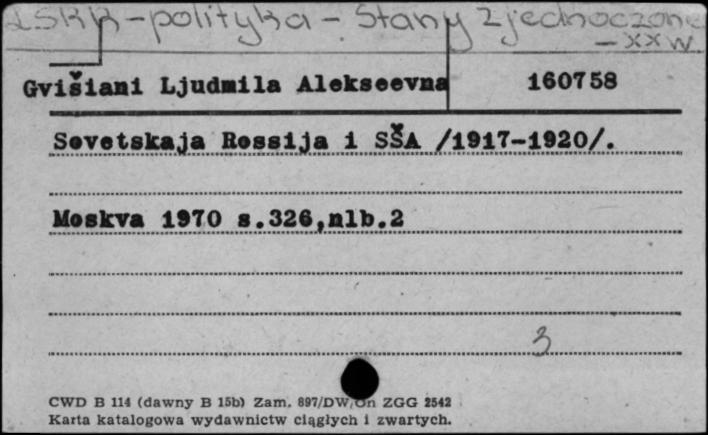 ZSRR - polityka - Stany Zjednoczone
- XX w.
Gvišiani Ljudmila Alekseevna 160758
Sovetskaja Rossija i SŠA /1917-1920/.
Moskva 1970 s.326,nlb.2
3
CWD B 114 (dawny B 15b) Zam. 897/DW/On ZGG 2542
Karta katalogowa wydawnictw ciągłych i zwartych.